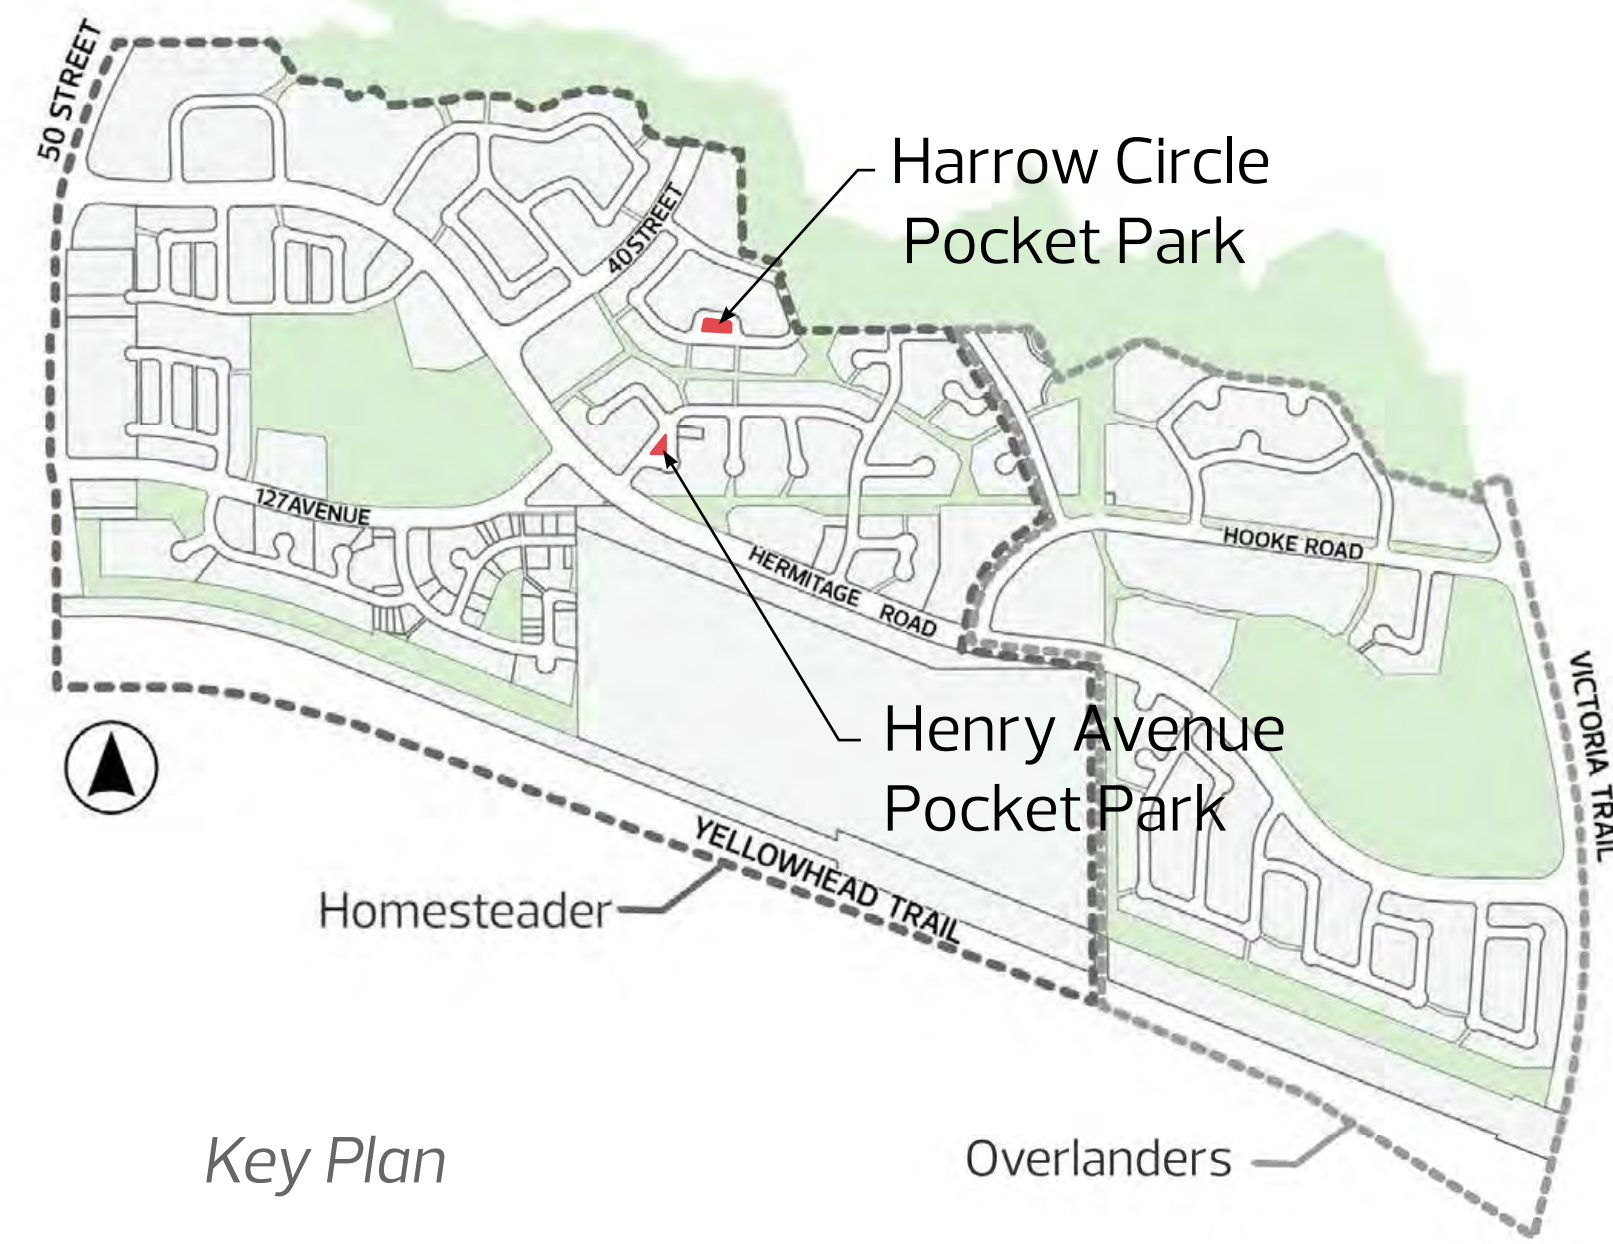 50 STREET
Harrow Circle
Pocket Park
40 STREET
127 AVENUE
HOOKE ROAD
HERMITAGE ROAD
VICTORIA TRAIL
Henry Avenue
Pocket Park
YELLOWHEAD TRAIL
Homesteader
Overlanders
Key Plan